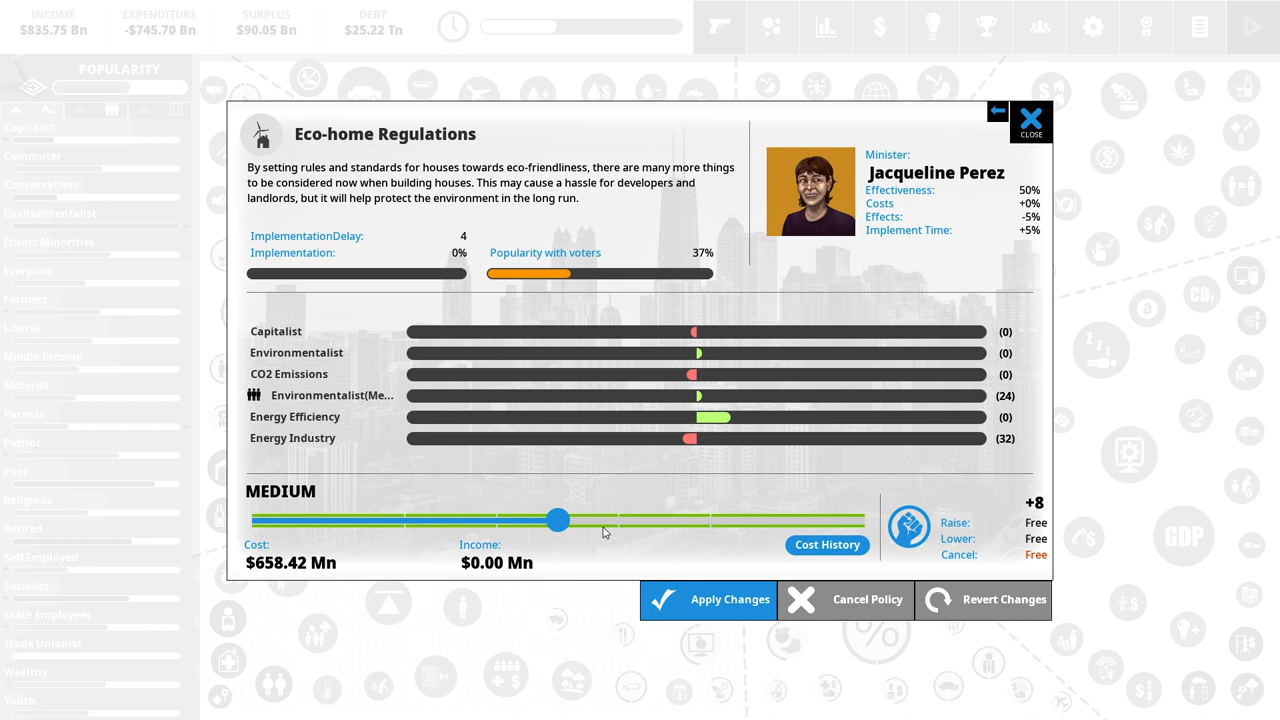 INCOME
$835.75 Bn
EXPENDITURE
-$745.70 Bn
SURPLUS
$90.05 Bn
DEBT
$25.22 Tn
POPULARITY
Capitalist
Commuter
Conservatives
Environmentalist
Ethnic Minorities
Everyone
Farmers
Liberal
Middle Income
Motorist
Parents
Patriot
Poor
Religious
Retired
Self Employed
Socialist
State Employees
Trade Unionist
Wealthy
Youth
CLOSE
Eco-home Regulations
By setting rules and standards for houses towards eco-friendliness, there are many more things
to be considered now when building houses. This may cause a hassle for developers and
landlords, but it will help protect the environment in the long run.
ImplementationDelay: 4
Implementation: 0%
Popularity with voters 37%
Minister:
Jacqueline Perez
Effectiveness: 50%
Costs +0%
Effects: -5%
Implement Time: +5%
Capitalist (0)
Environmentalist (0)
CO2 Emissions (0)
Environmentalist(Me... (24)
Energy Efficiency (0)
Energy Industry (32)
MEDIUM
Cost:
$658.42 Mn
Income:
$0.00 Mn
Cost History
+8
Raise: Free
Lower: Free
Cancel: Free
Apply Changes
Cancel Policy
Revert Changes
CO₂
GDP
Public Services